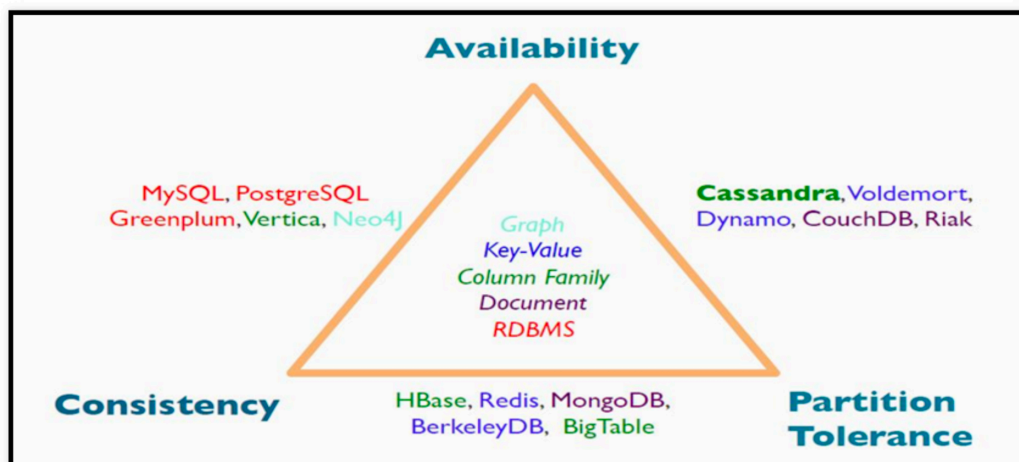 Availability
MySQL, PostgreSQL
Greenplum, Vertica, Neo4J
Cassandra, Voldemort,
Dynamo, CouchDB, Riak
Graph
Key-Value
Column Family
Document
RDBMS
Consistency
HBase, Redis, MongoDB,
BerkeleyDB, BigTable
Partition
Tolerance